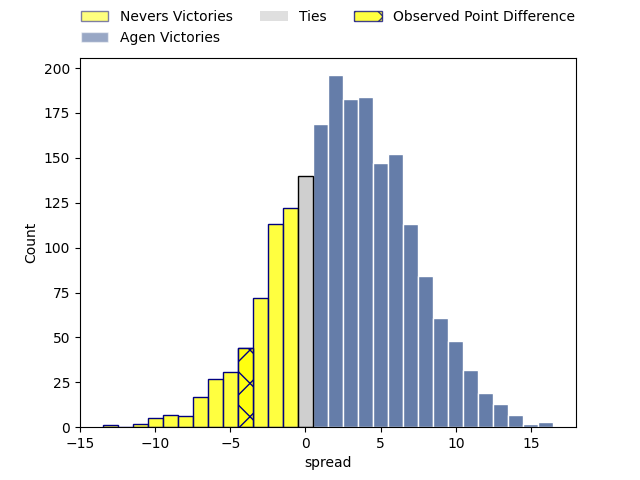 Nevers Victories
Ties
Observed Point Difference
Agen Victories
200
175
150
125
100
75
50
25
0
Count
−15
−10
−5
0
5
10
15
spread